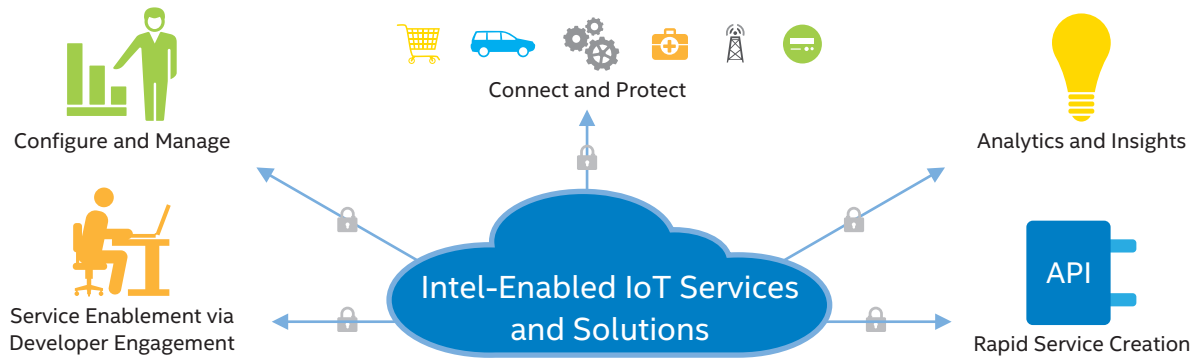 Connect and Protect
Configure and Manage
Analytics and Insights
Intel-Enabled IoT Services
and Solutions
API
Service Enablement via
Developer Engagement
Rapid Service Creation